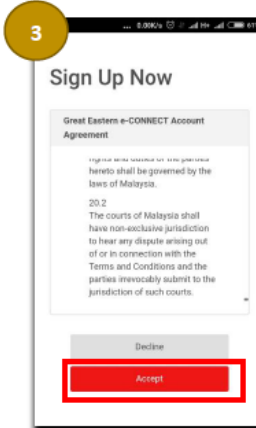 3
... 0.00K/s H+ 61
Sign Up Now
Great Eastern e-CONNECT Account
Agreement
rights and duties of the parties
hereto shall be governed by the
laws of Malaysia.
20.2
The courts of Malaysia shall
have non-exclusive jurisdiction
to hear any dispute arising out
of or in connection with the
Terms and Conditions and the
parties irrevocably submit to the
jurisdiction of such courts.
Decline
Accept